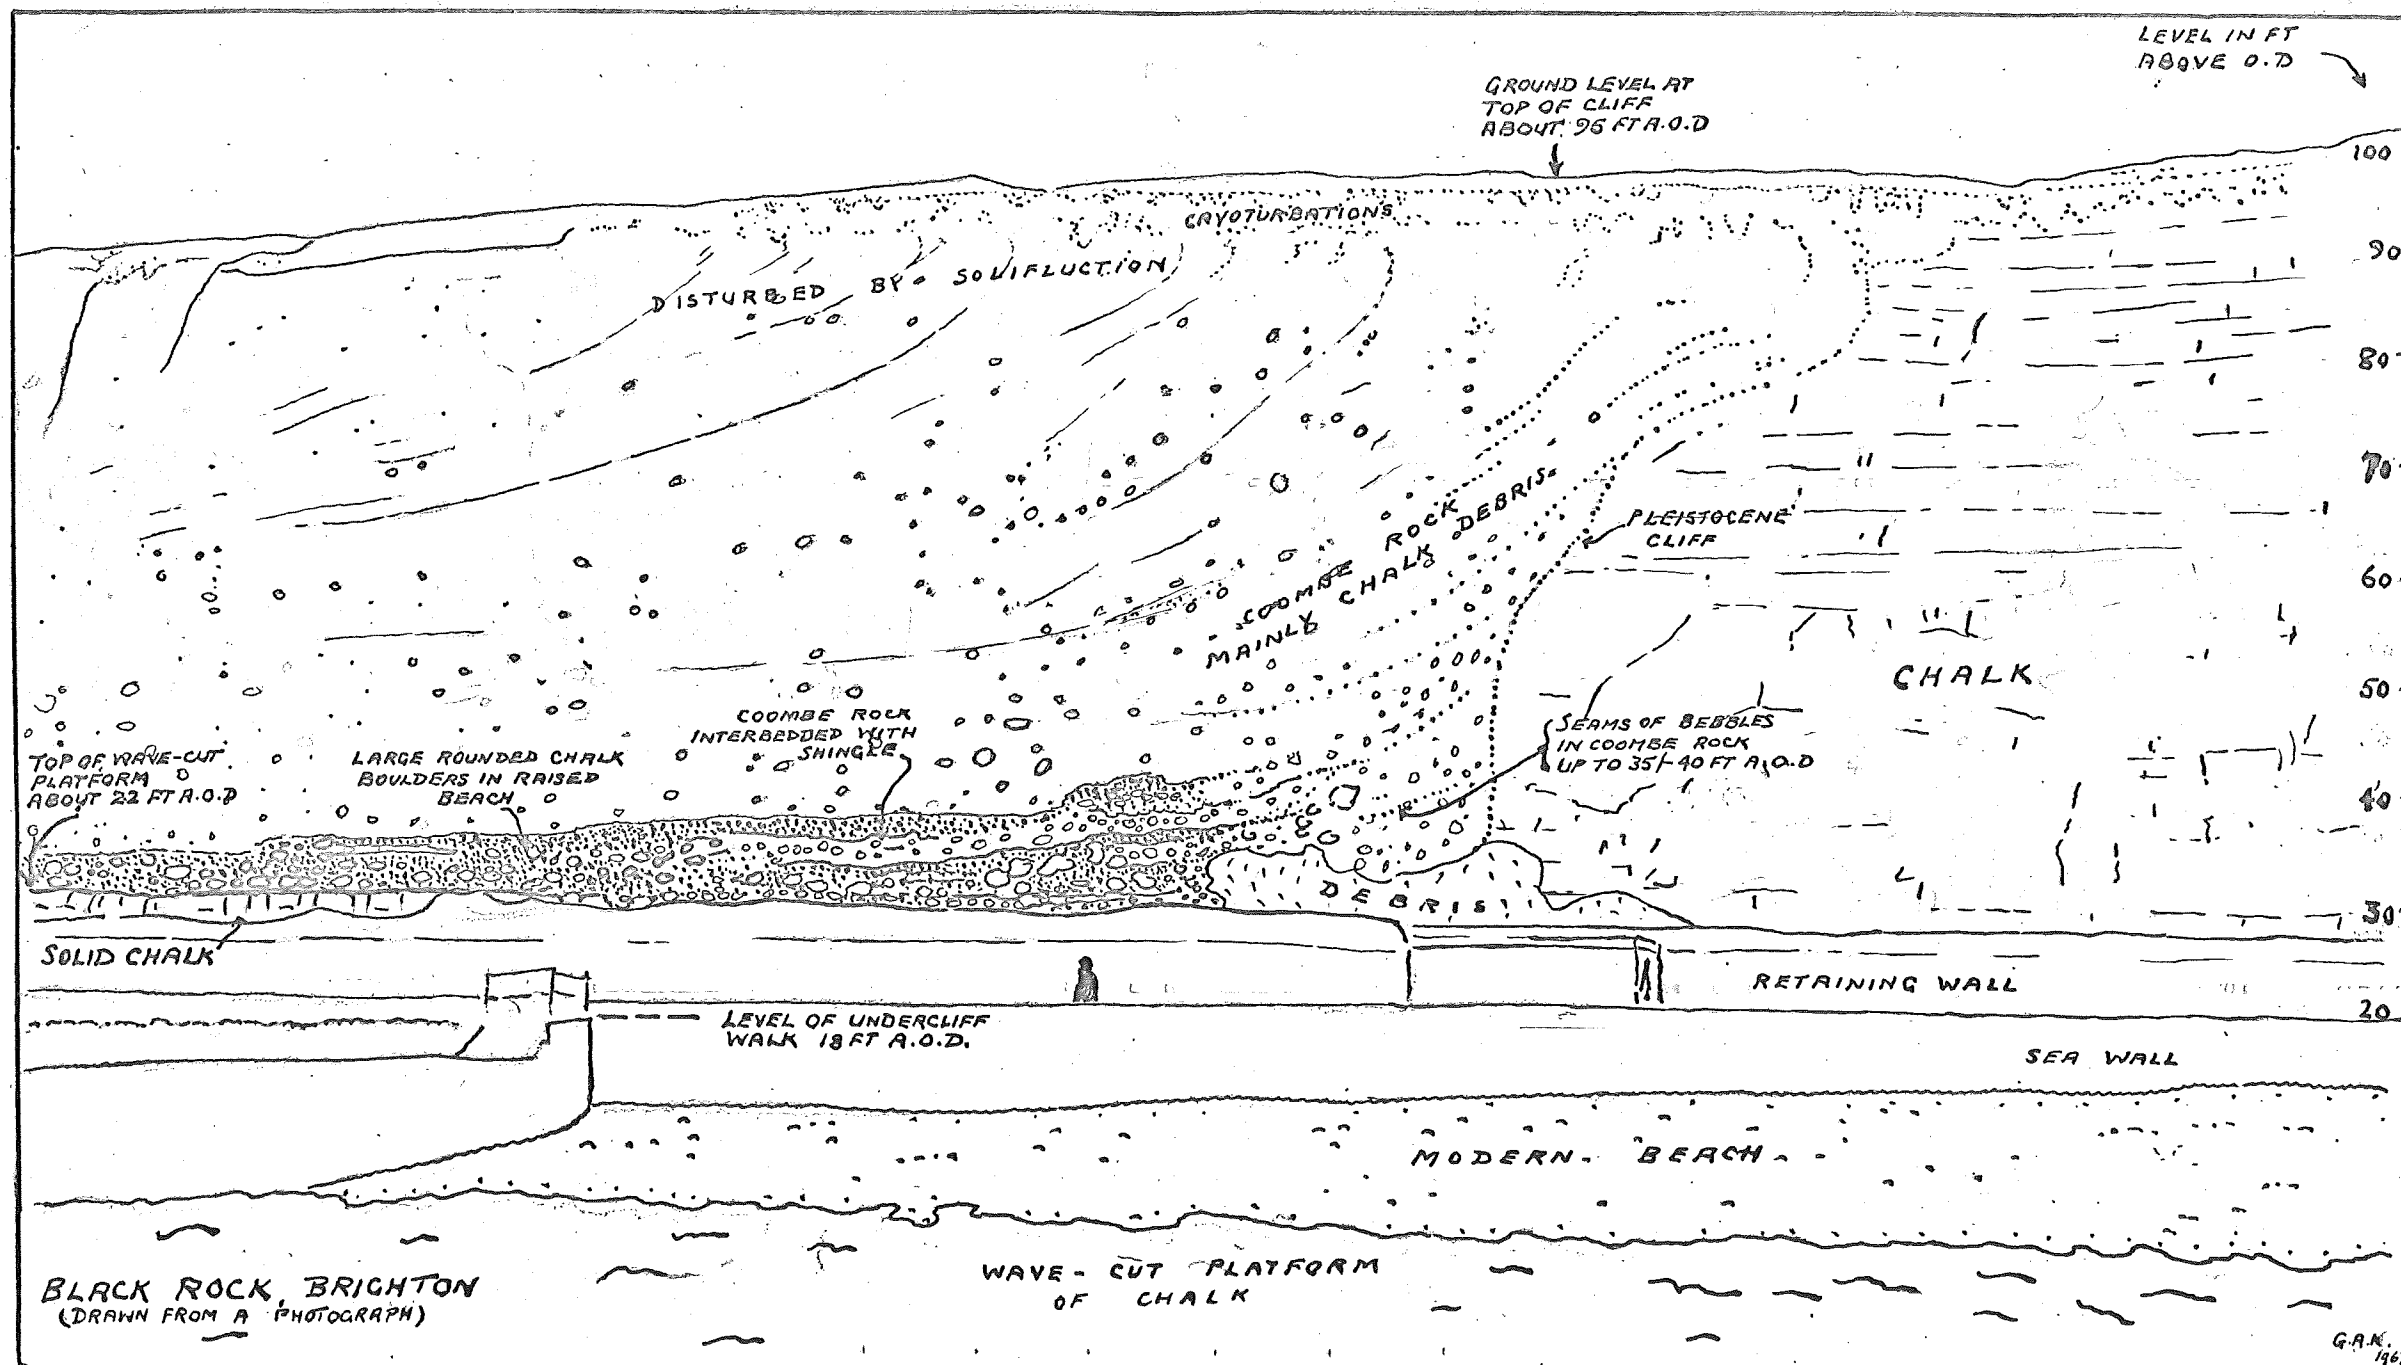 LEVEL IN FT
ABOVE O.D
GROUND LEVEL AT
TOP OF CLIFF
ABOUT 95 FT A.O.D
100
CRYOTURBATIONS
90
DISTURBED BY SOLIFLUCTION
80
70
COOMBE ROCK
MAINLY CHALK DEBRIS
PLEISTOCENE
CLIFF
60
CHALK
50
COOMBE ROCK
INTERBEDDED WITH
SHINGLE
SEAMS OF BEBBLES
IN COOMBE ROCK
UP TO 35/-40 FT A.O.D
TOP OF WAVE-CUT
PLATFORM
ABOUT 22 FT A.O.D
LARGE ROUNDED CHALK
BOULDERS IN RAISED
BEACH
40
DEBRIS
30
SOLID CHALK
RETAINING WALL
20
LEVEL OF UNDERCLIFF
WALK 18 FT A.O.D.
SEA WALL
MODERN BEACH
WAVE-CUT PLATFORM
OF CHALK
BLACK ROCK, BRIGHTON
(DRAWN FROM A PHOTOGRAPH)
G.A.K.